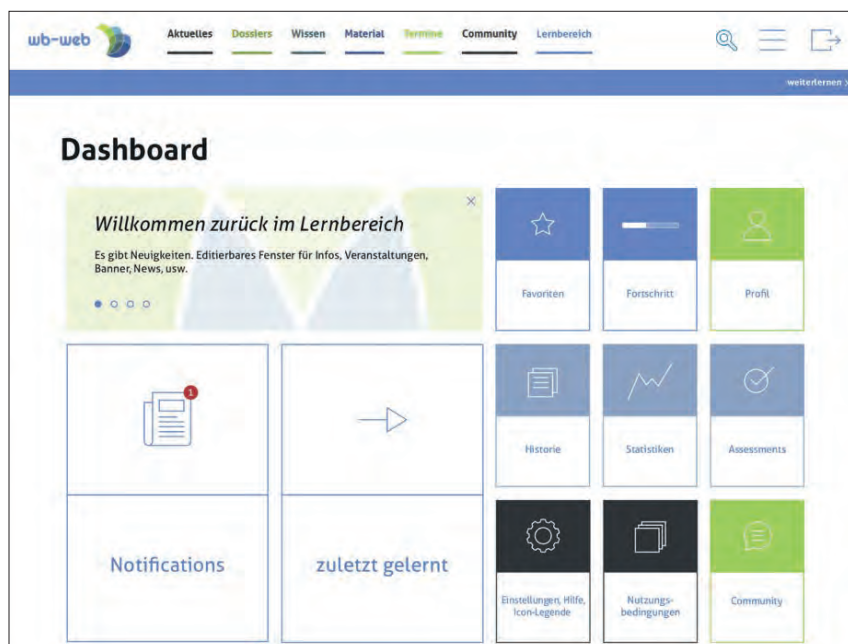 wb-web
Aktuelles Dossiers Wissen Material Termine Community Lernbereich
weiterlernen >
Dashboard
Willkommen zurück im Lernbereich
Es gibt Neuigkeiten. Editierbares Fenster für Infos, Veranstaltungen,
Banner, News, usw.
Favoriten
Fortschritt
Profil
1
Historie
Statistiken
Assessments
Notifications
zuletzt gelernt
Einstellungen, Hilfe,
Icon-Legende
Nutzungs-
bedingungen
Community